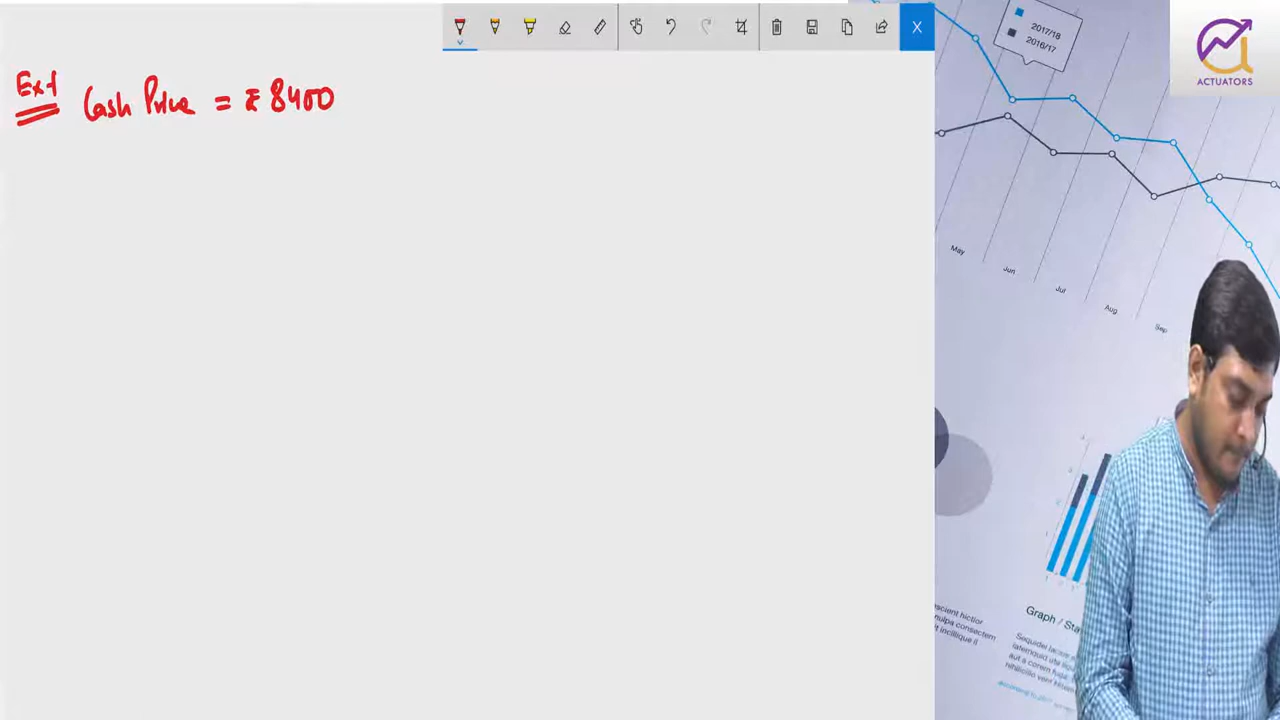 2017/18
2016/17
ACTUATORS
Ex-1 Cash Price = ₹ 8400
May
Jun
Jul
Aug
Sep
Graph / Sta